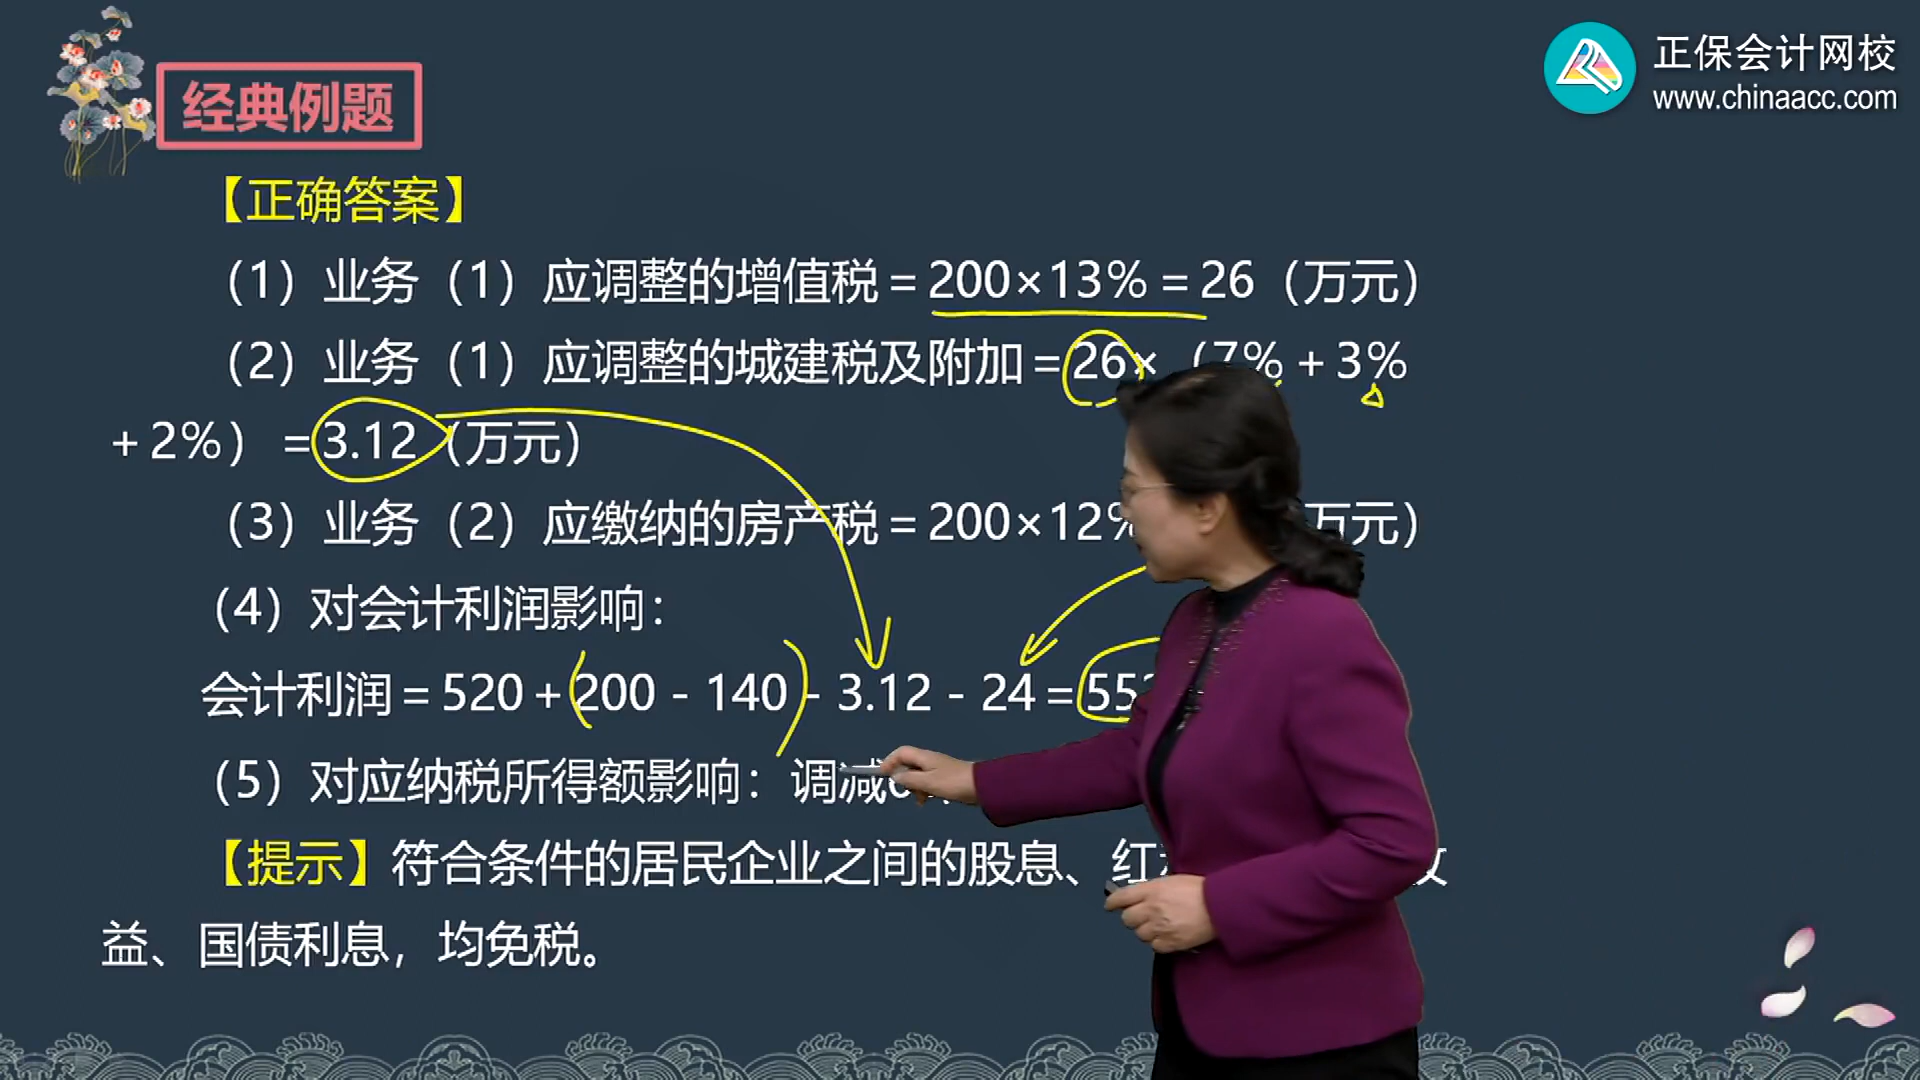 正保会计网校
www.chinaacc.com
经典例题
【正确答案】
（1）业务（1）应调整的增值税＝200×13%＝26（万元）
（2）业务（1）应调整的城建税及附加＝26×（7%＋3%
＋2%）＝3.12（万元）
（3）业务（2）应缴纳的房产税＝200×12% 万元）
（4）对会计利润影响：
会计利润＝520＋200－140－3.12－24＝55
（5）对应纳税所得额影响：调减
【提示】符合条件的居民企业之间的股息、红
益、国债利息，均免税。